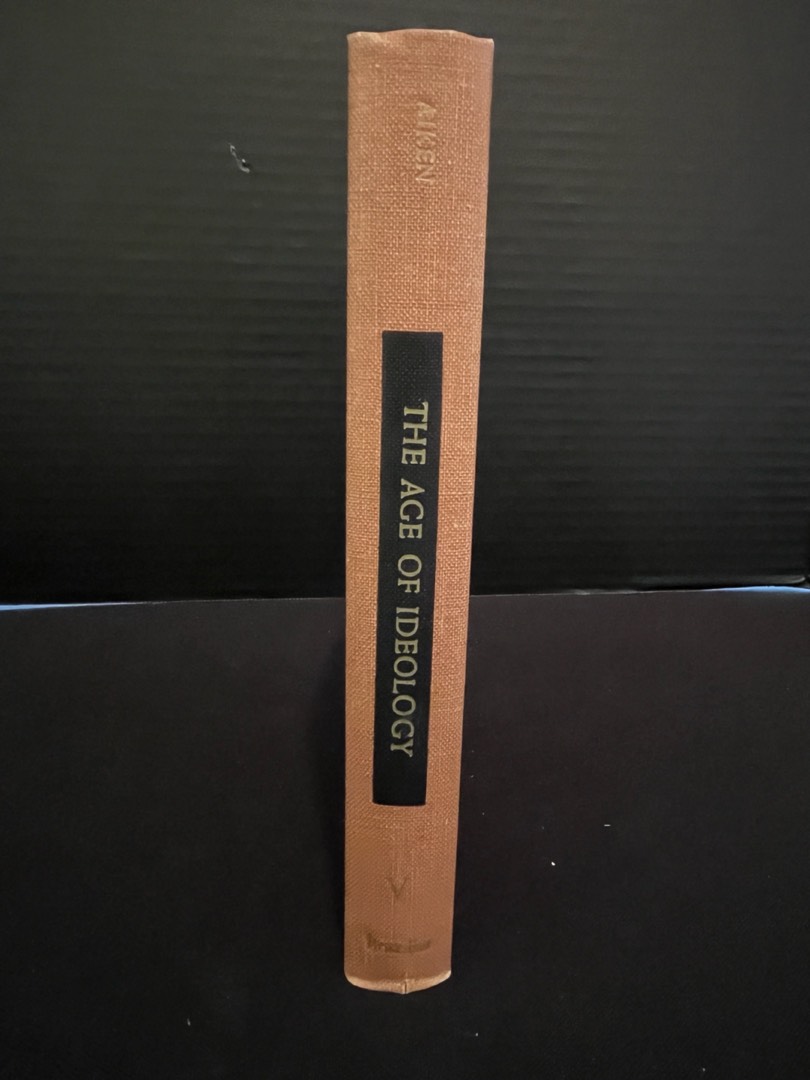 AIKEN
THE AGE OF IDEOLOGY
V